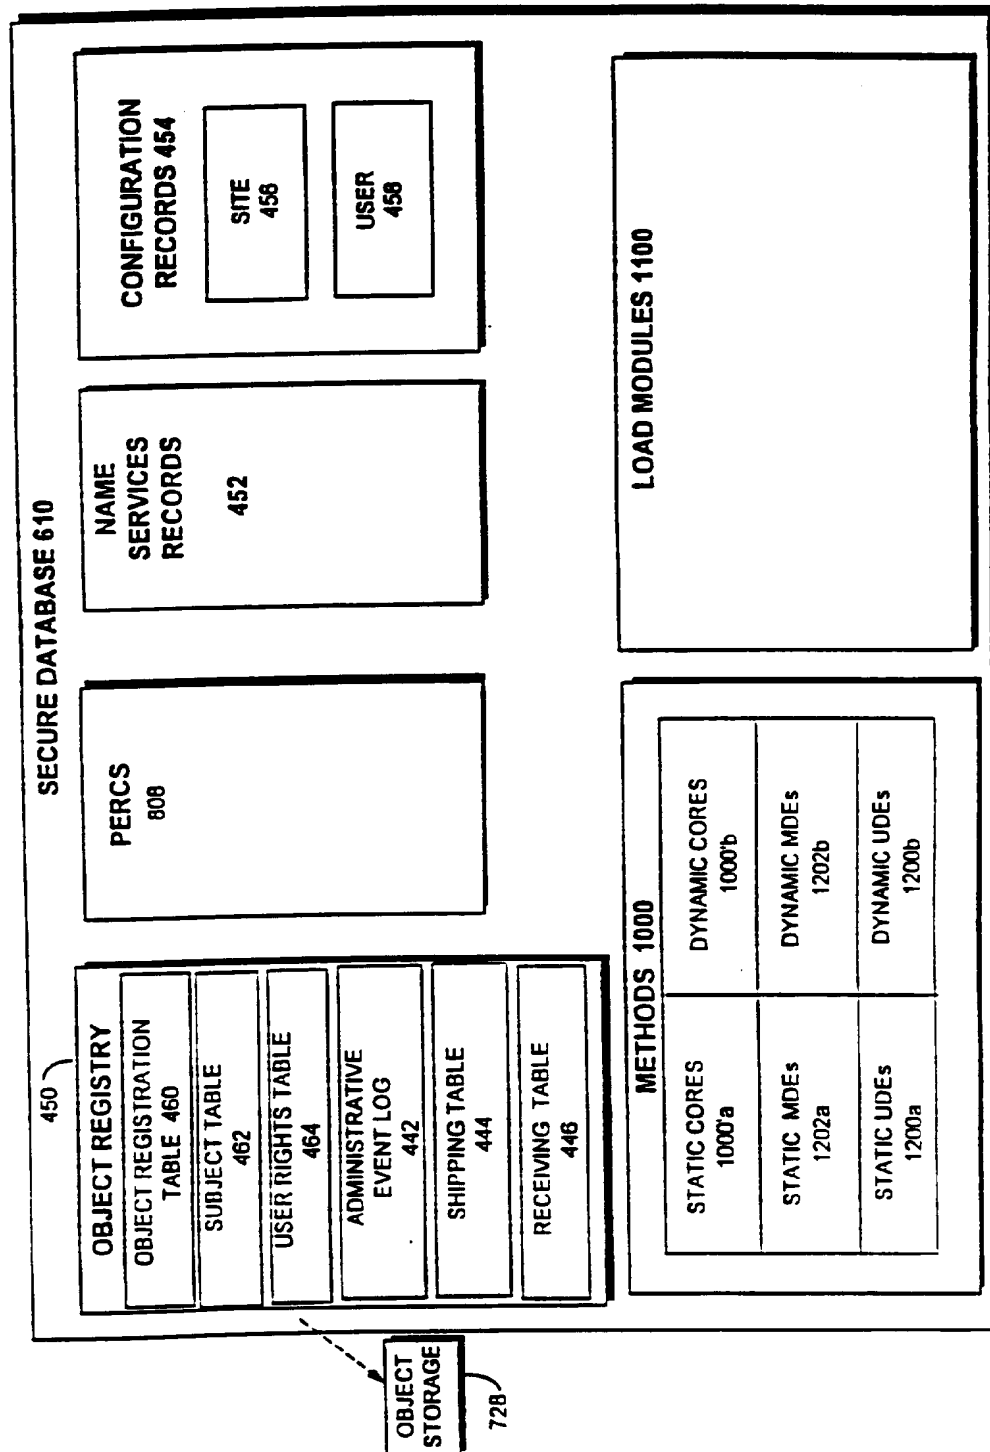 SECURE DATABASE 610
450
OBJECT REGISTRY
OBJECT REGISTRATION
TABLE 460
SUBJECT TABLE
462
USER RIGHTS TABLE
464
ADMINISTRATIVE
EVENT LOG
442
SHIPPING TABLE
444
RECEIVING TABLE
446
OBJECT
STORAGE
728
PERCS
808
NAME
SERVICES
RECORDS
452
CONFIGURATION
RECORDS 454
SITE
456
USER
458
METHODS 1000
STATIC CORES
1000'a
DYNAMIC CORES
1000'b
STATIC MDEs
1202a
DYNAMIC MDEs
1202b
STATIC UDEs
1200a
DYNAMIC UDEs
1200b
LOAD MODULES 1100